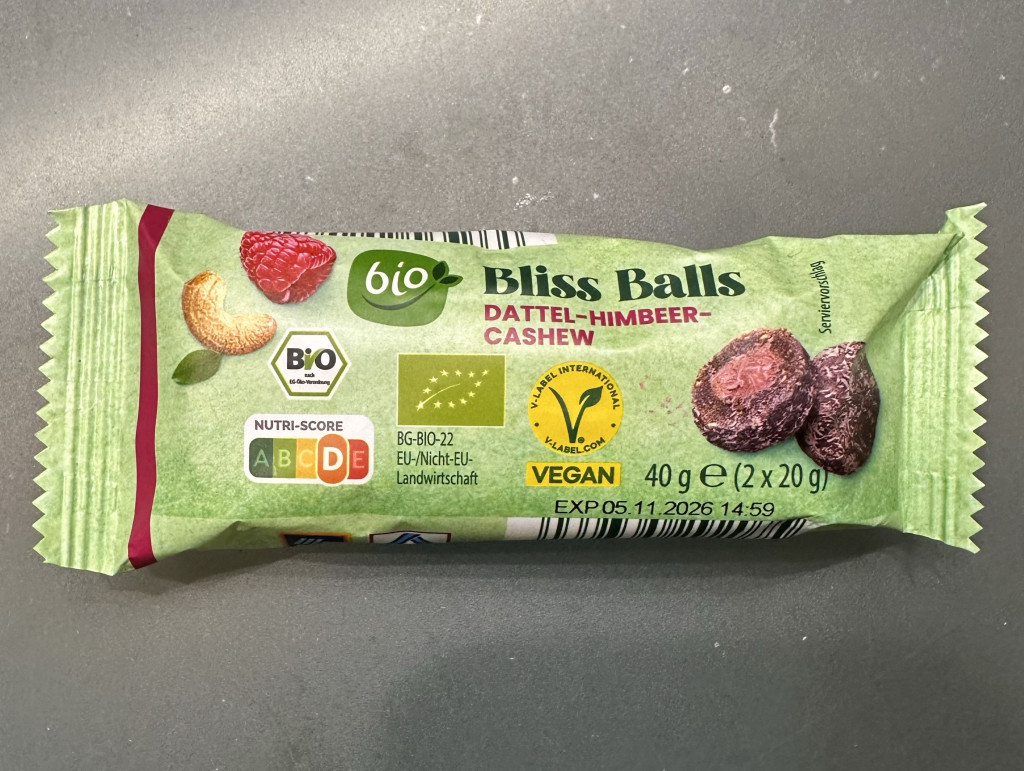 bio
Bliss Balls
DATTEL-HIMBEER-
CASHEW
Serviervorschlag
Bio
nach
EG-Öko-Verordnung
NUTRI-SCORE
A B C D E
BG-BIO-22
EU-/Nicht-EU-
Landwirtschaft
V-LABEL INTERNATIONAL
V-LABEL.COM
VEGAN
40 g ℮ (2 x 20 g)
EXP 05.11.2026 14:59